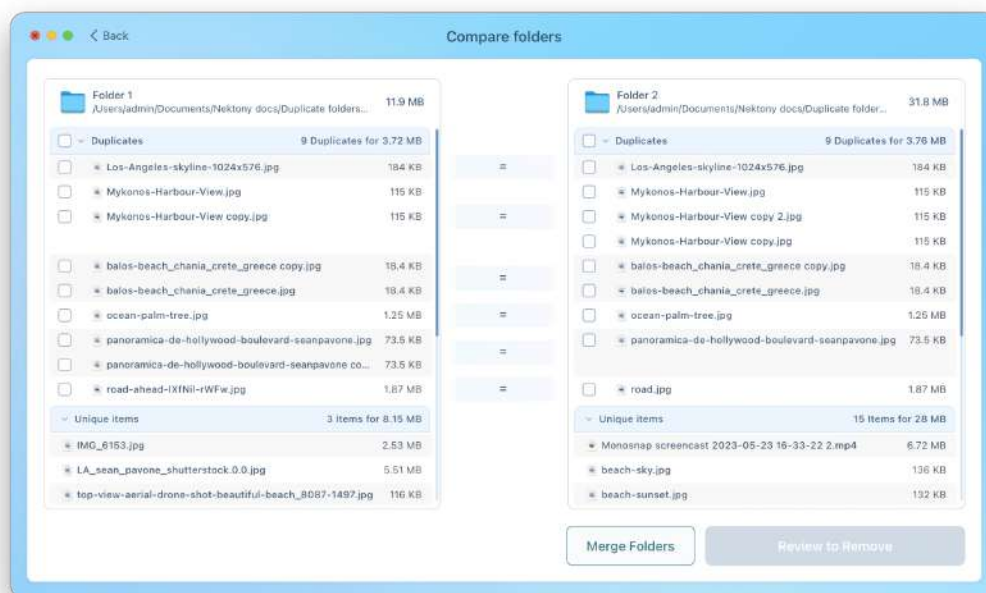 Back
Compare folders
Folder 1
/Users/admin/Documents/Nektony docs/Duplicate folders...
11.9 MB
Duplicates 9 Duplicates for 3.72 MB
Los-Angeles-skyline-1024x576.jpg 184 KB
Mykonos-Harbour-View.jpg 115 KB
Mykonos-Harbour-View copy.jpg 115 KB
balos-beach_chania_crete_greece copy.jpg 18.4 KB
balos-beach_chania_crete_greece.jpg 18.4 KB
ocean-palm-tree.jpg 1.25 MB
panoramica-de-hollywood-boulevard-seanpavone.jpg 73.5 KB
panoramica-de-hollywood-boulevard-seanpavone co... 73.5 KB
road-ahead-IXfNiI-rWFw.jpg 1.87 MB
Unique items 3 Items for 8.15 MB
IMG_6153.jpg 2.53 MB
LA_sean_pavone_shutterstock.0.0.jpg 5.51 MB
top-view-aerial-drone-shot-beautiful-beach_8087-1497.jpg 116 KB
=
=
=
=
=
=
Folder 2
/Users/admin/Documents/Nektony docs/Duplicate folder...
31.8 MB
Duplicates 9 Duplicates for 3.76 MB
Los-Angeles-skyline-1024x576.jpg 184 KB
Mykonos-Harbour-View.jpg 115 KB
Mykonos-Harbour-View copy 2.jpg 115 KB
Mykonos-Harbour-View copy.jpg 115 KB
balos-beach_chania_crete_greece copy.jpg 18.4 KB
balos-beach_chania_crete_greece.jpg 18.4 KB
ocean-palm-tree.jpg 1.25 MB
panoramica-de-hollywood-boulevard-seanpavone.jpg 73.5 KB
road.jpg 1.87 MB
Unique items 15 Items for 28 MB
Monosnap screencast 2023-05-23 16-33-22 2.mp4 6.72 MB
beach-sky.jpg 136 KB
beach-sunset.jpg 132 KB
Merge Folders
Review to Remove